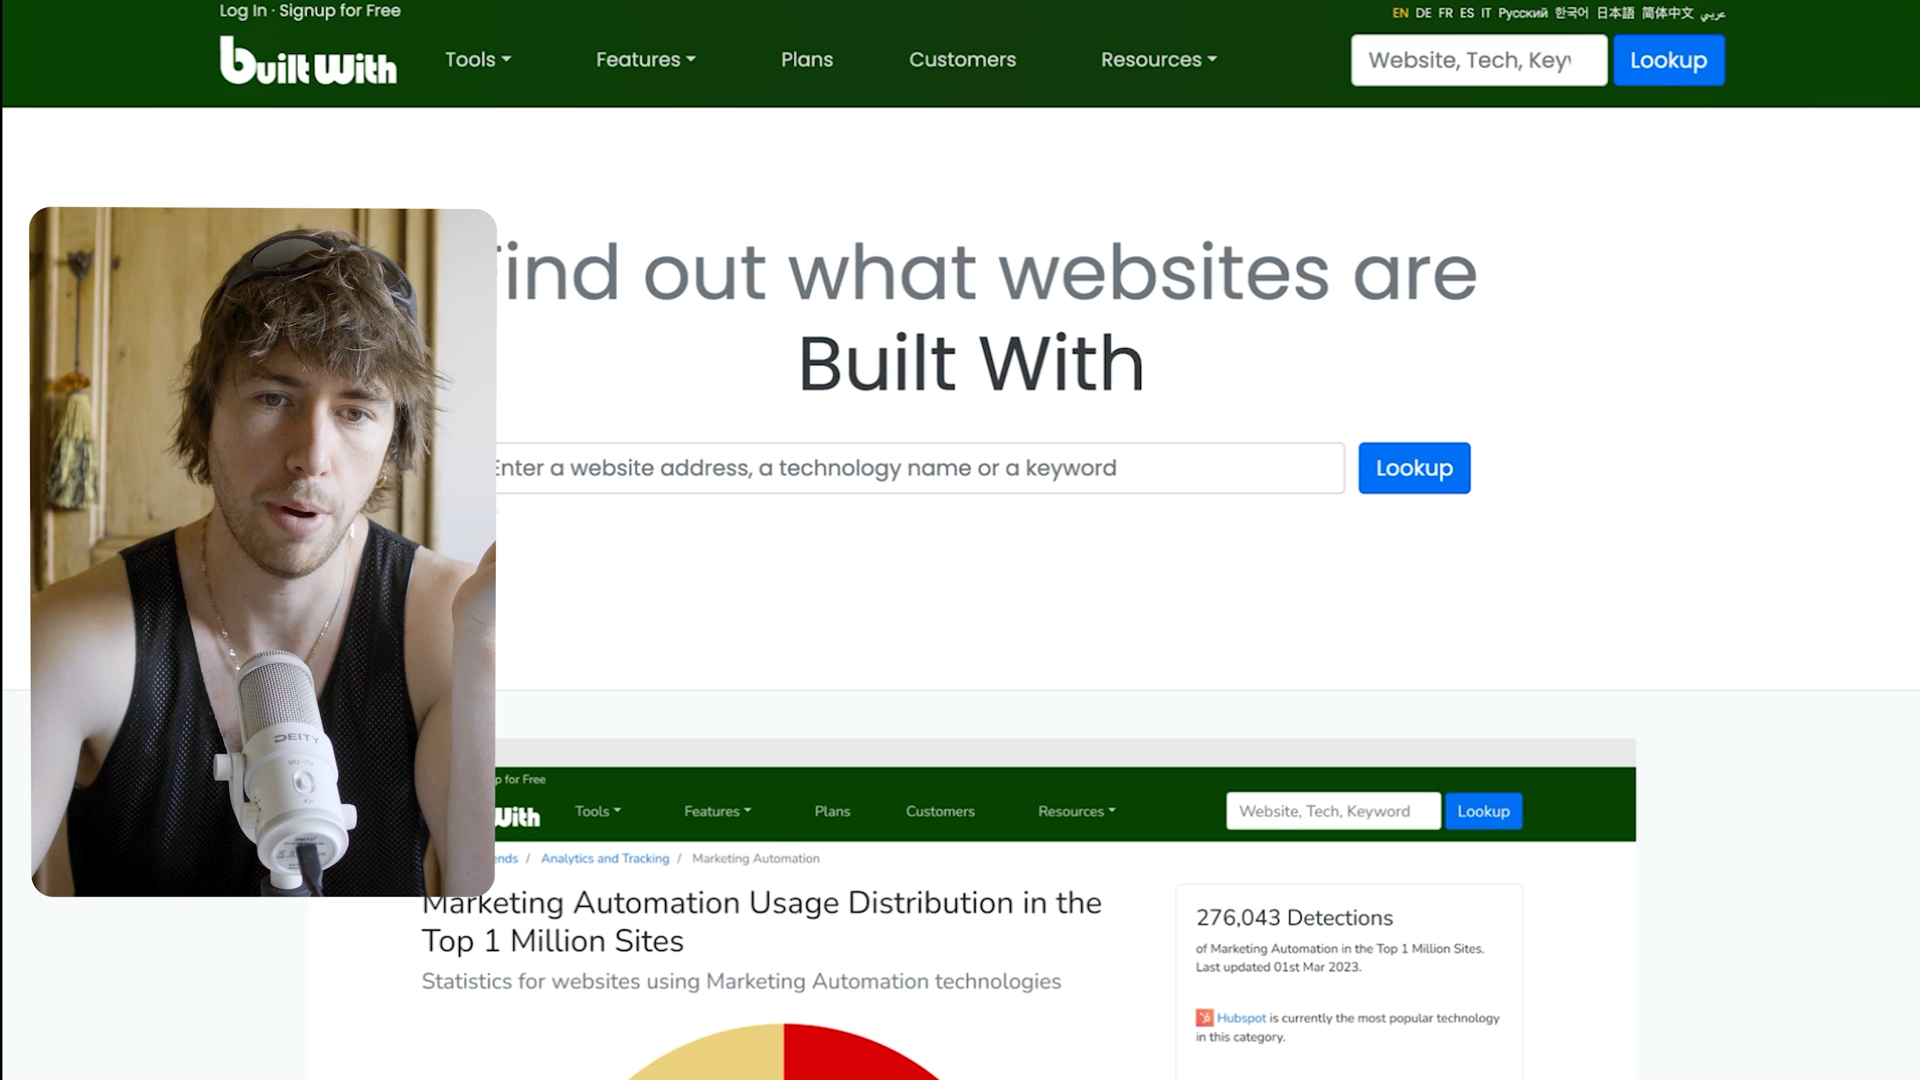 Log In · Signup for Free
EN DE FR ES IT Русский 한국어 日本語 简体中文 عربي
built With
Tools
Features
Plans
Customers
Resources
Website, Tech, Key
Lookup
ind out what websites are
Built With
Enter a website address, a technology name or a keyword
Lookup
DEITY
VO-7U
p for Free
With
Tools
Features
Plans
Customers
Resources
Website, Tech, Keyword
Lookup
ends / Analytics and Tracking / Marketing Automation
Marketing Automation Usage Distribution in the
Top 1 Million Sites
Statistics for websites using Marketing Automation technologies
276,043 Detections
of Marketing Automation in the Top 1 Million Sites.
Last updated 01st Mar 2023.
Hubspot is currently the most popular technology
in this category.